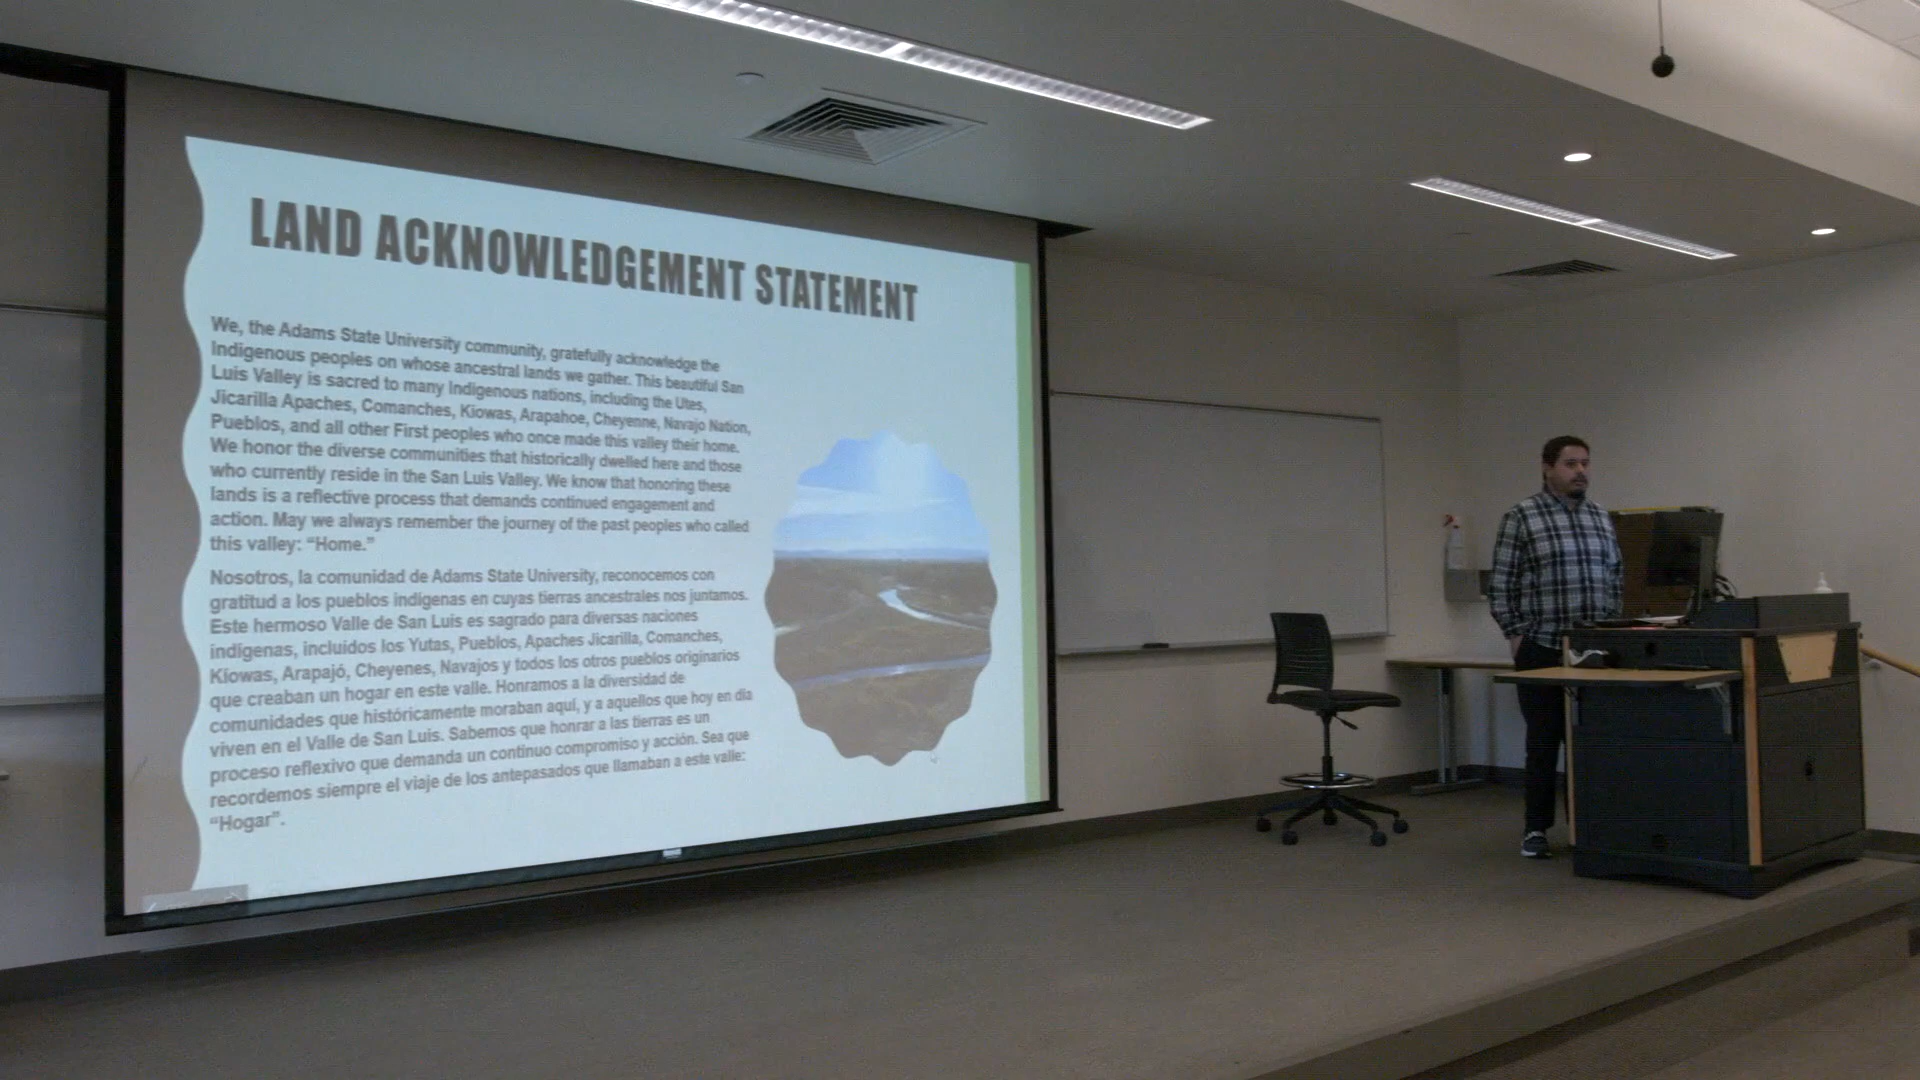 LAND ACKNOWLEDGEMENT STATEMENT
We, the Adams State University community, gratefully acknowledge the
Indigenous peoples on whose ancestral lands we gather. This beautiful San
Luis Valley is sacred to many Indigenous nations, including the Utes,
Jicarilla Apaches, Comanches, Kiowas, Arapahoe, Cheyenne, Navajo Nation,
Pueblos, and all other First peoples who once made this valley their home.
We honor the diverse communities that historically dwelled here and those
who currently reside in the San Luis Valley. We know that honoring these
lands is a reflective process that demands continued engagement and
action. May we always remember the journey of the past peoples who called
this valley: “Home.”
Nosotros, la comunidad de Adams State University, reconocemos con
gratitud a los pueblos indígenas en cuyas tierras ancestrales nos juntamos.
Este hermoso Valle de San Luis es sagrado para diversas naciones
indígenas, incluidos los Yutas, Pueblos, Apaches Jicarilla, Comanches,
Kiowas, Arapajó, Cheyenes, Navajos y todos los otros pueblos originarios
que creaban un hogar en este valle. Honramos a la diversidad de
comunidades que históricamente moraban aquí, y a aquellos que hoy en día
viven en el Valle de San Luis. Sabemos que honrar a las tierras es un
proceso reflexivo que demanda un continuo compromiso y acción. Sea que
recordemos siempre el viaje de los antepasados que llamaban a este valle:
“Hogar”.